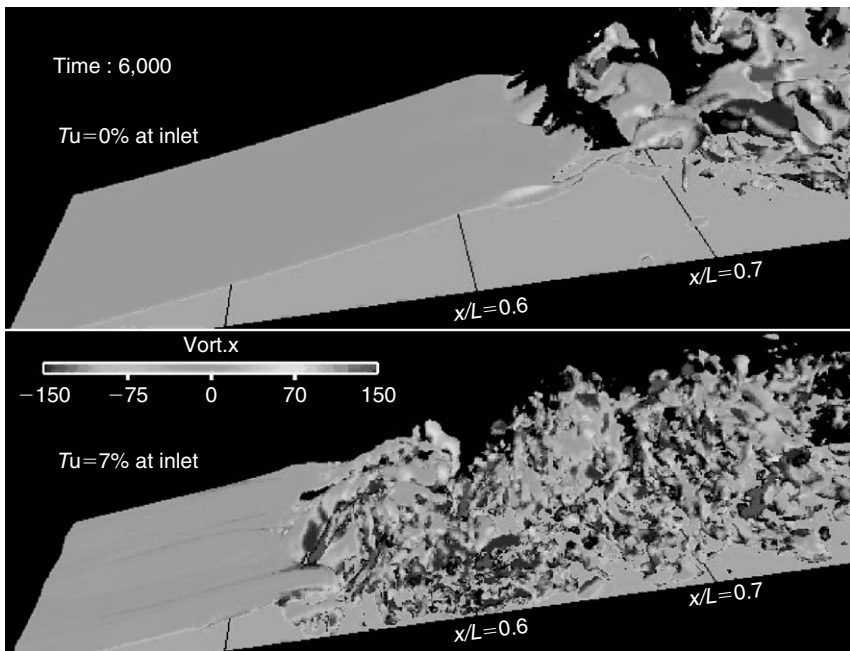 Time : 6,000
Tu=0% at inlet
x/L=0.6
x/L=0.7
Vort.x
−150 −75 0 70 150
Tu=7% at inlet
x/L=0.6
x/L=0.7